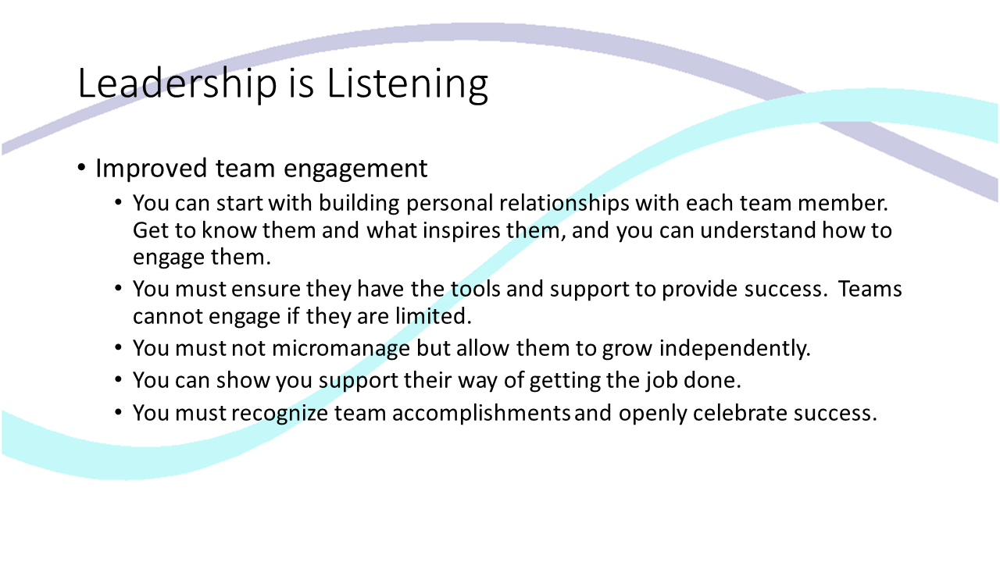 Leadership is Listening
• Improved team engagement
• You can start with building personal relationships with each team member.
Get to know them and what inspires them, and you can understand how to
engage them.
• You must ensure they have the tools and support to provide success.  Teams
cannot engage if they are limited.
• You must not micromanage but allow them to grow independently.
• You can show you support their way of getting the job done.
• You must recognize team accomplishments and openly celebrate success.